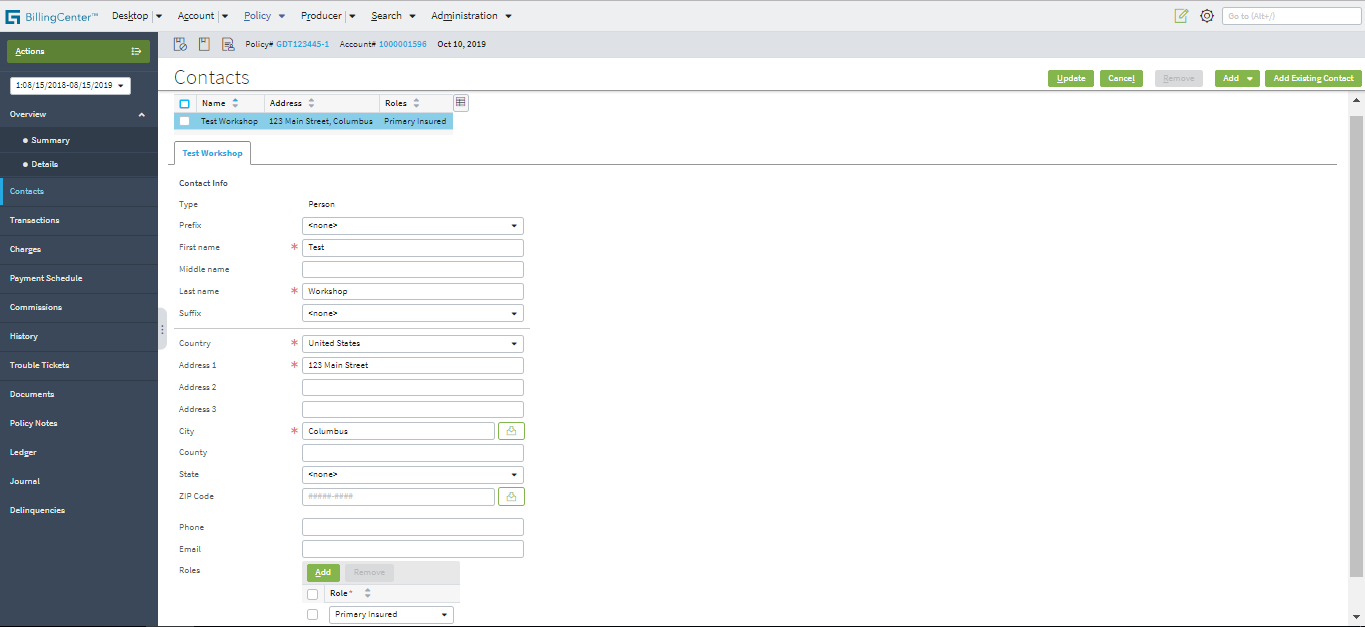 BillingCenter™ Desktop Account Policy Producer Search Administration Go to (Alt+/)
Actions Policy# GDT123445-1 Account# 1000001596 Oct 10, 2019
Contacts Update Cancel Remove Add Add Existing Contact
1:08/15/2018-08/15/2019
Overview
Summary
Details
Contacts
Transactions
Charges
Payment Schedule
Commissions
History
Trouble Tickets
Documents
Policy Notes
Ledger
Journal
Delinquencies
Name Address Roles
Test Workshop 123 Main Street, Columbus Primary Insured
Test Workshop
Contact Info
Type Person
Prefix <none>
First name * Test
Middle name
Last name * Workshop
Suffix <none>
Country * United States
Address 1 * 123 Main Street
Address 2
Address 3
City * Columbus
County
State <none>
ZIP Code #####-####
Phone
Email
Roles Add Remove
Role *
Primary Insured